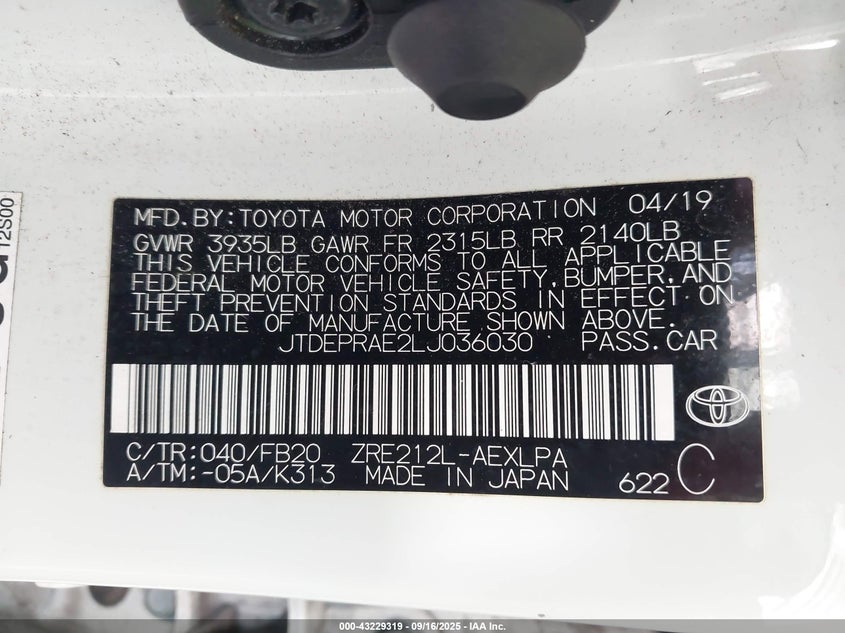 12S00
MFD.BY:TOYOTA MOTOR CORPORATION 04/19
GVWR 3935LB GAWR FR 2315LB RR 2140LB
THIS VEHICLE CONFORMS TO ALL APPLICABLE
FEDERAL MOTOR VEHICLE SAFETY,BUMPER,AND
THEFT PREVENTION STANDARDS IN EFFECT ON
THE DATE OF MANUFACTURE SHOWN ABOVE.
JTDEPRAE2LJ036030 PASS.CAR
C/TR:040/FB20 ZRE212L-AEXLPA
A/TM:-05A/K313 MADE IN JAPAN 622 C
000-43229319 - 09/16/2025 - IAA Inc.